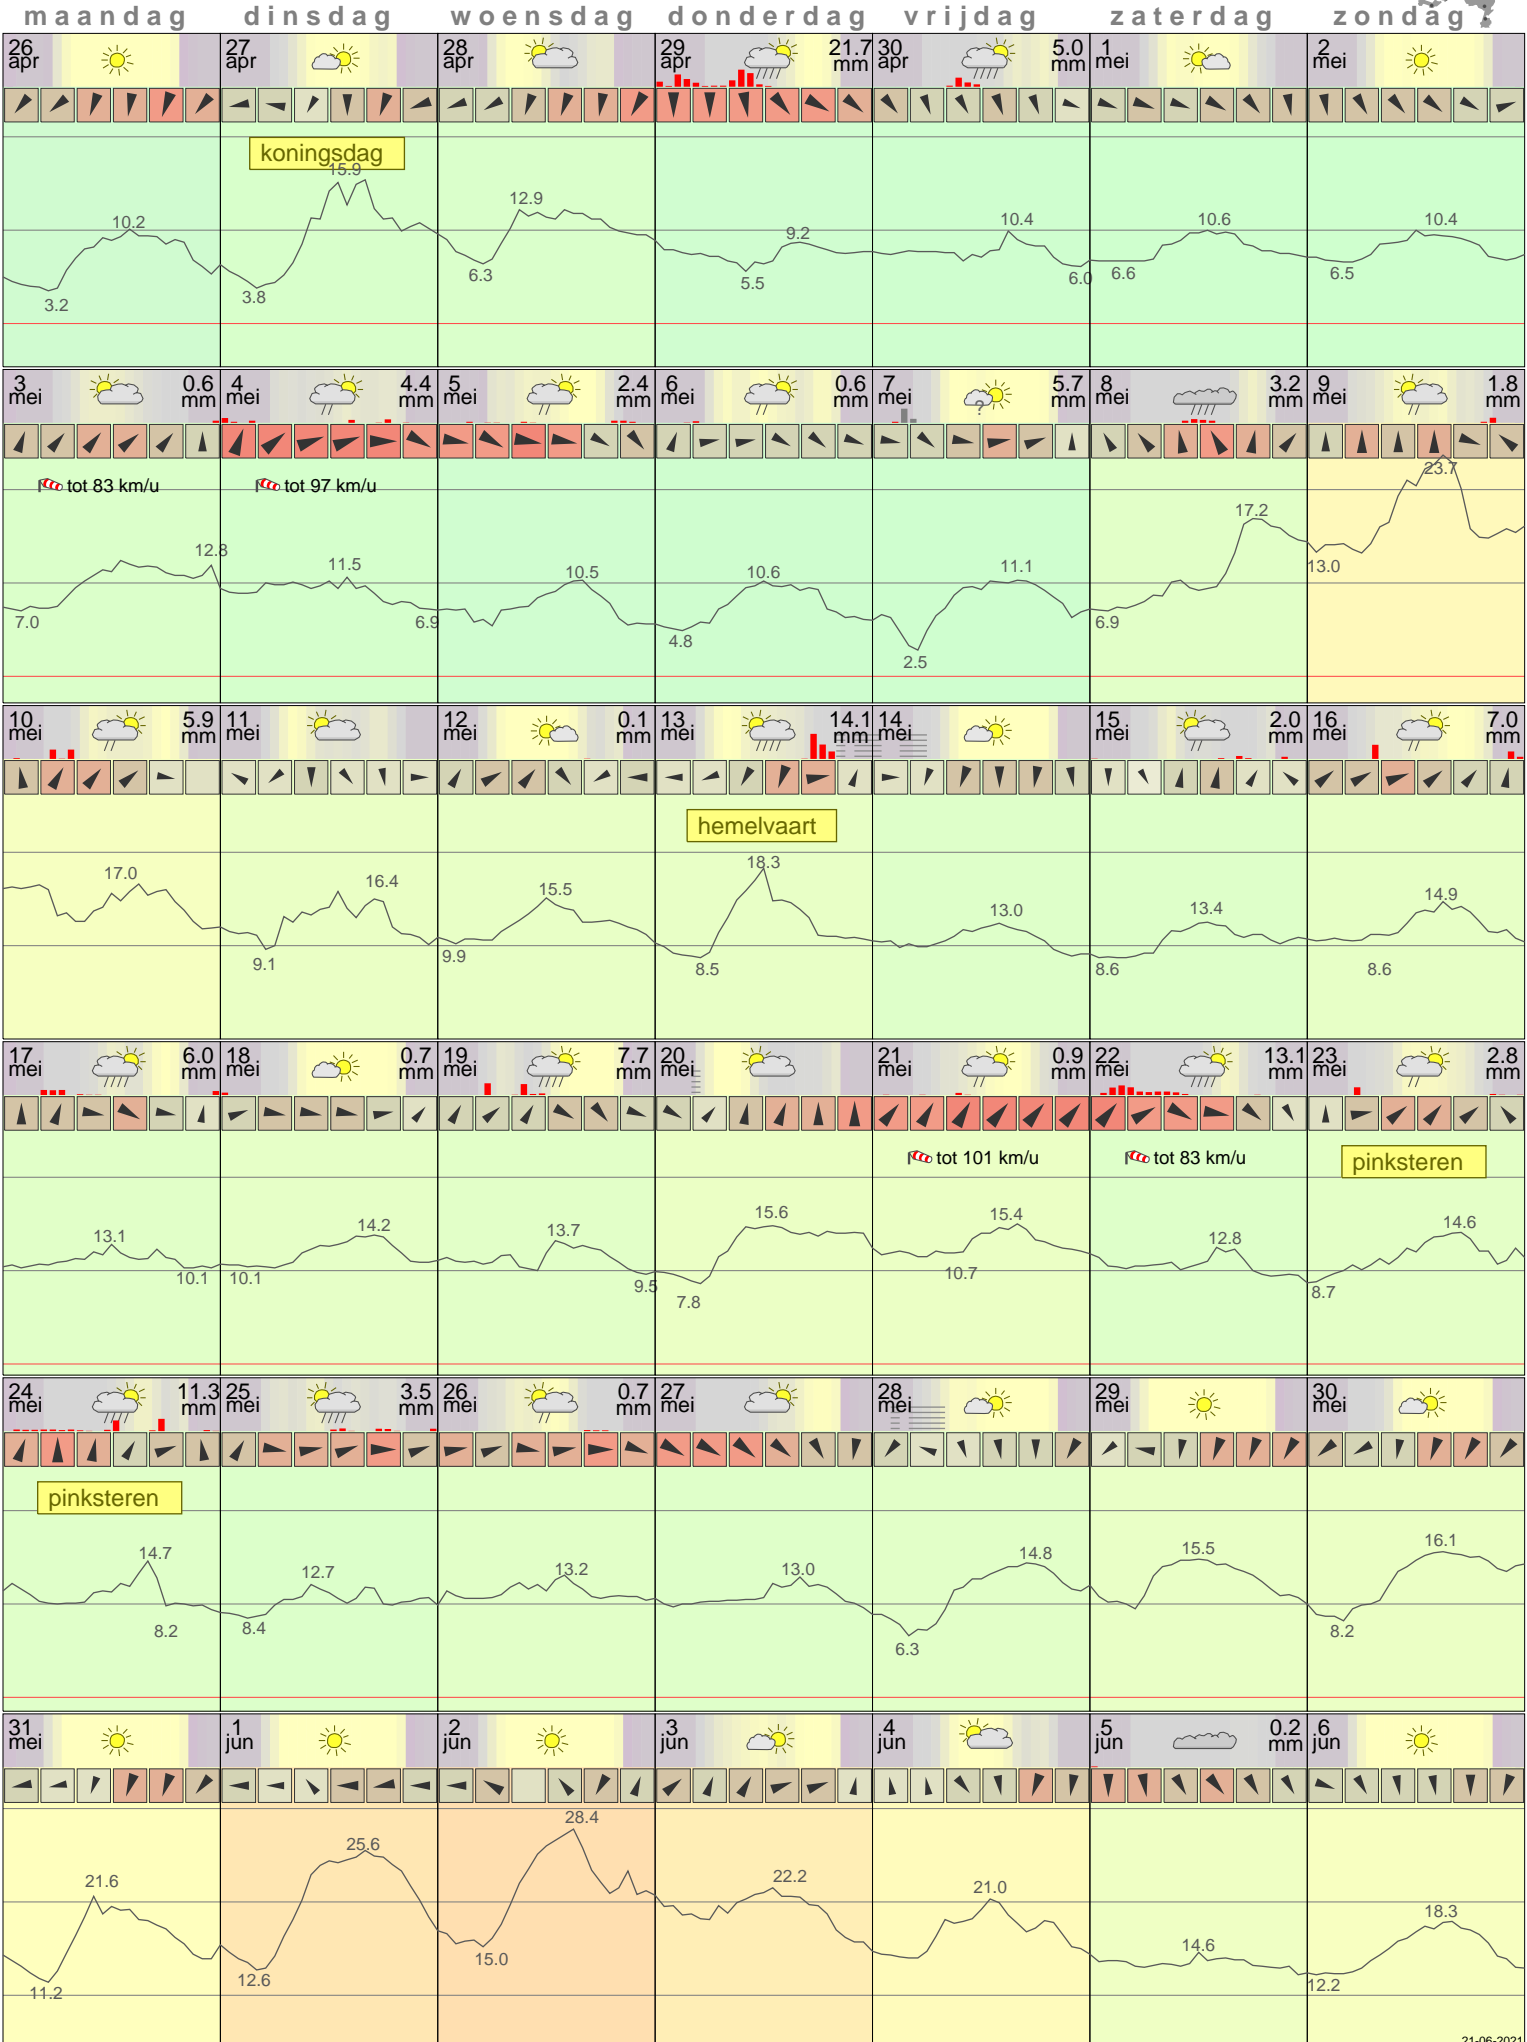 maandag dinsdag woensdag donderdag vrijdag zaterdag zondag
26 apr 27 apr 28 apr 29 apr 21.7 mm 30 apr 5.0 mm 1 mei 2 mei
koningsdag
15.9
12.9
10.2 9.2 10.4 10.6 10.4
3.2 3.8 6.3 5.5 6.0 6.6 6.5
3 mei 0.6 mm 4 mei 4.4 mm 5 mei 2.4 mm 6 mei 0.6 mm 7 mei ? 5.7 mm 8 mei 3.2 mm 9 mei 1.8 mm
tot 83 km/u tot 97 km/u
23.7
17.2
12.8 11.5 10.5 10.6 11.1 13.0
7.0 6.9 4.8 2.5 6.9
10 mei 5.9 mm 11 mei 12 mei 0.1 mm 13 mei 14.1 mm 14 mei 15 mei 2.0 mm 16 mei 7.0 mm
hemelvaart
17.0 16.4 15.5 18.3 13.0 13.4 14.9
9.1 9.9 8.5 8.6 8.6
17 mei 6.0 mm 18 mei 0.7 mm 19 mei 7.7 mm 20 mei 21 mei 0.9 mm 22 mei 13.1 mm 23 mei 2.8 mm
tot 101 km/u tot 83 km/u pinksteren
13.1 14.2 13.7 15.6 15.4 12.8 14.6
10.1 10.1 9.5 7.8 10.7 8.7
24 mei 11.3 mm 25 mei 3.5 mm 26 mei 0.7 mm 27 mei 28 mei 29 mei 30 mei
pinksteren
14.7 12.7 13.2 13.0 14.8 15.5 16.1
8.2 8.4 6.3 8.2
31 mei 1 jun 2 jun 3 jun 4 jun 5 jun 0.2 mm 6 jun
28.4
21.6 25.6 22.2 21.0 14.6 18.3
11.2 12.6 15.0 12.2
21-06-2021